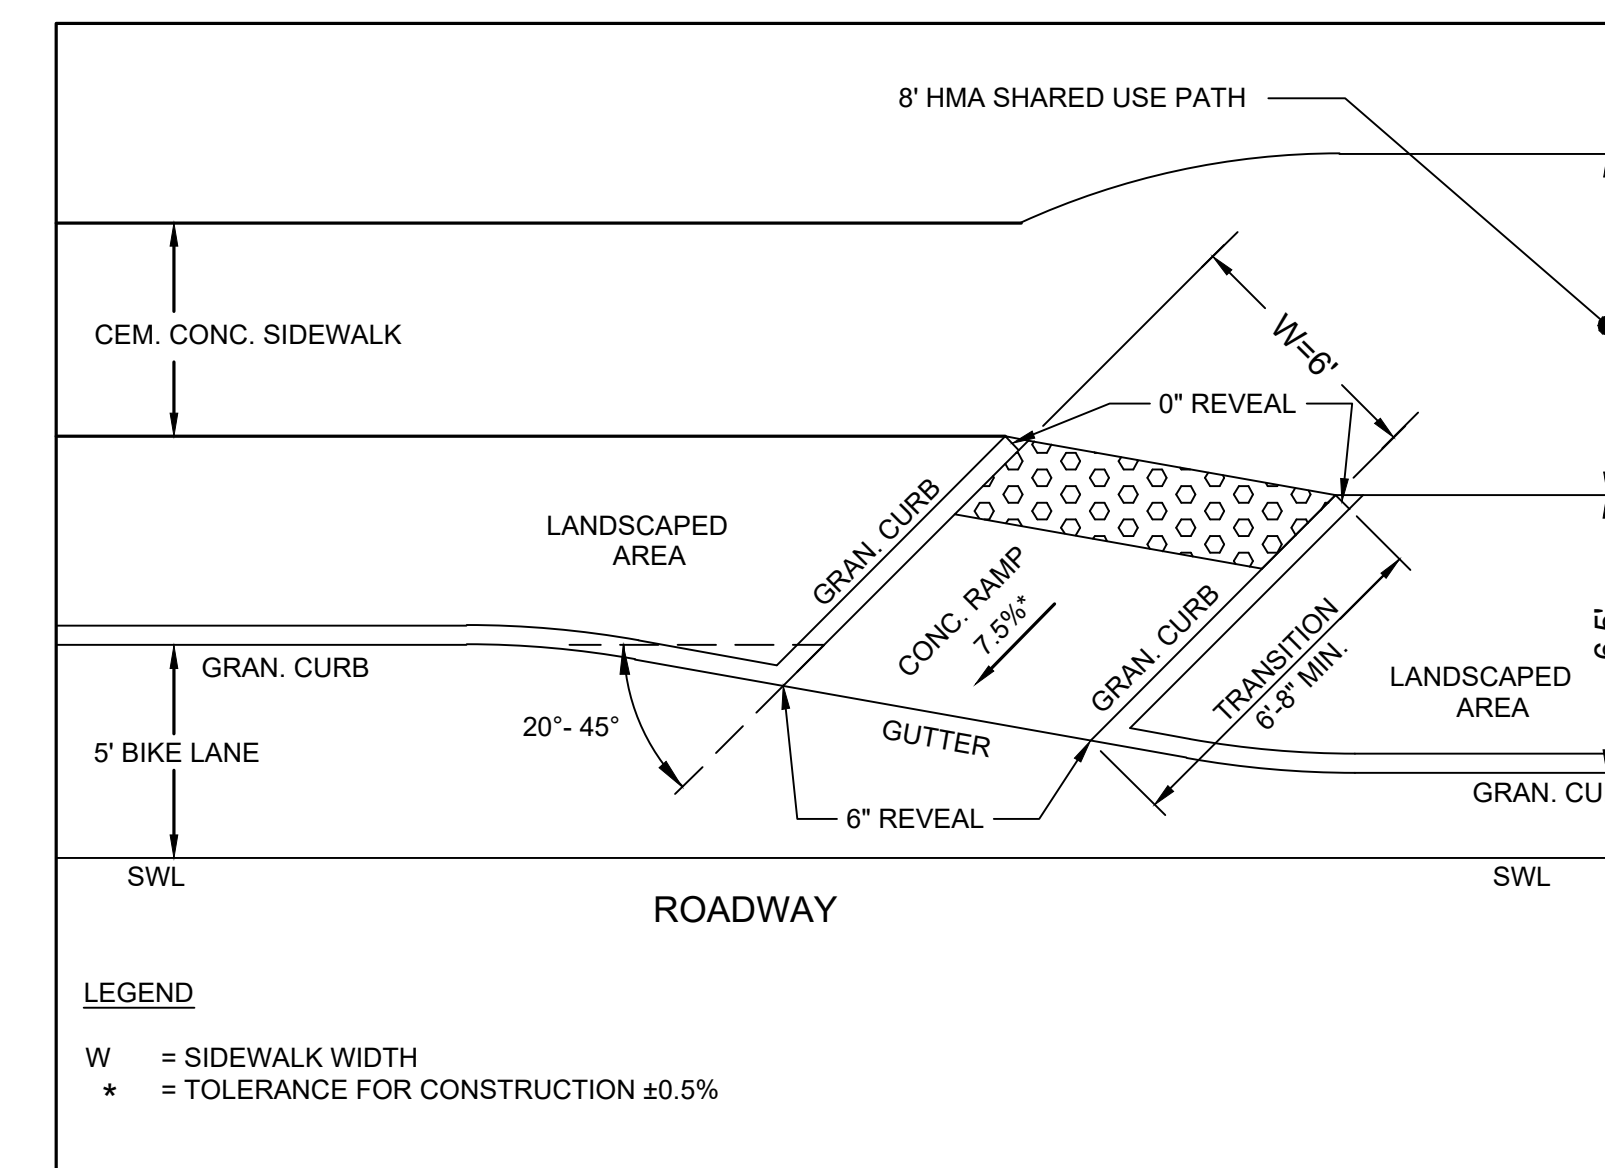 8' HMA SHARED USE PATH
CEM. CONC. SIDEWALK
W=6'
0" REVEAL
LANDSCAPED
AREA
GRAN. CURB
CONC. RAMP
7.5%*
GRAN. CURB
TRANSITION
6'-8" MIN.
LANDSCAPED
AREA
GRAN. CURB
20°- 45°
GUTTER
5' BIKE LANE
6" REVEAL
GRAN. CU
SWL
SWL
ROADWAY
LEGEND
W = SIDEWALK WIDTH
* = TOLERANCE FOR CONSTRUCTION ±0.5%